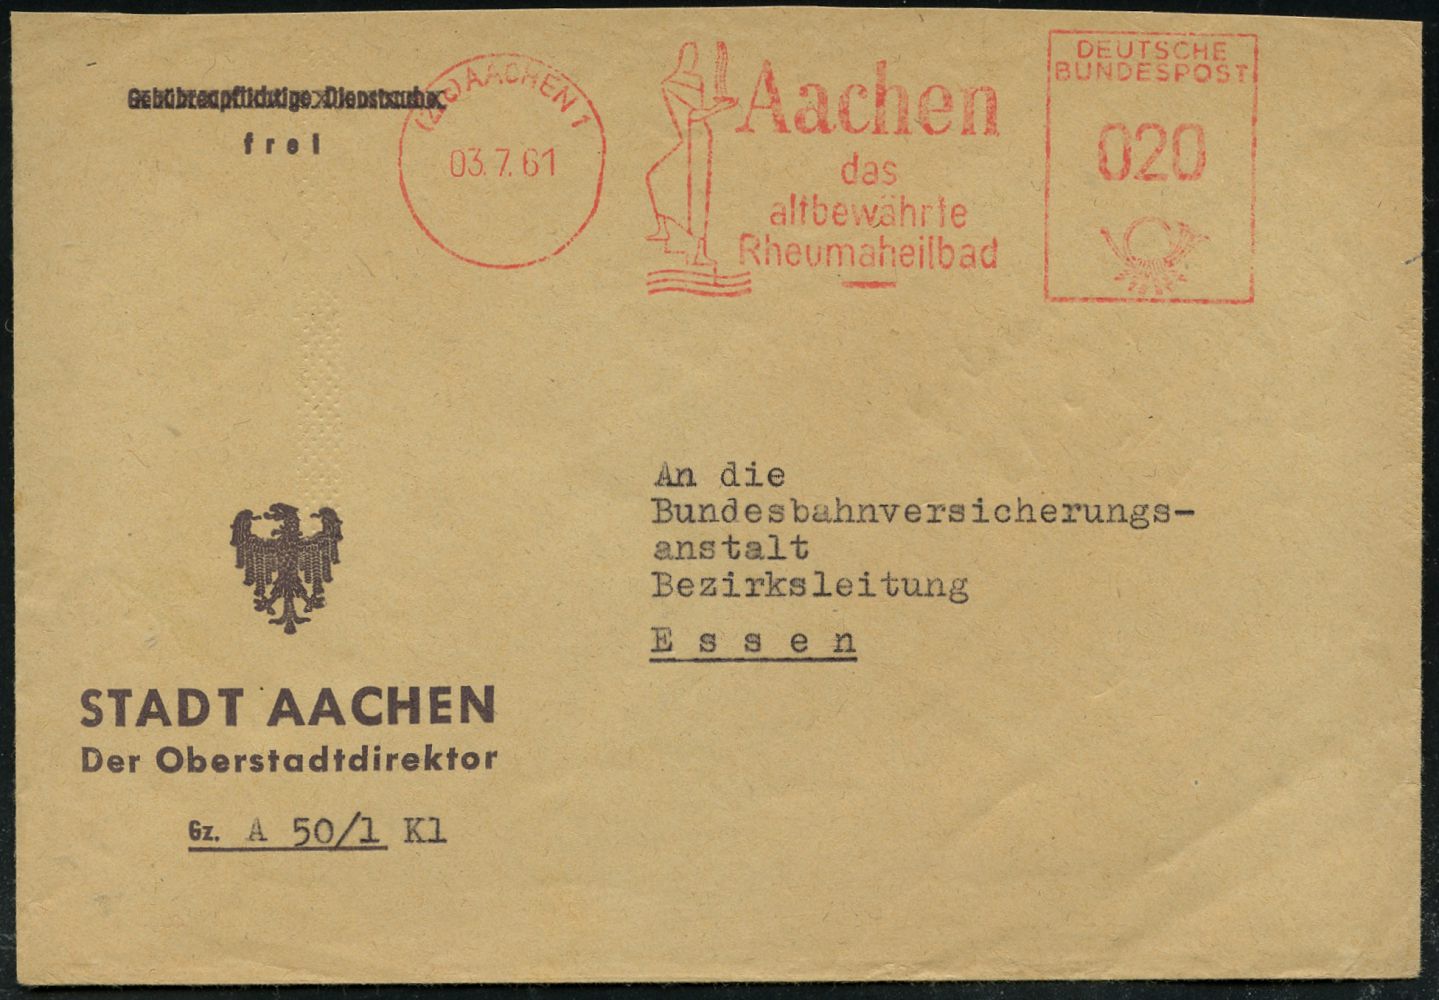 Gebührenpflichtige Dienstsache
frei
(22c) AACHEN 1
03.7.61
Aachen
das
altbewährte
Rheumaheilbad
DEUTSCHE
BUNDESPOST
020
An die
Bundesbahnversicherungs-
anstalt
Bezirksleitung
Essen
STADT AACHEN
Der Oberstadtdirektor
Gz. A 50/1 Kl